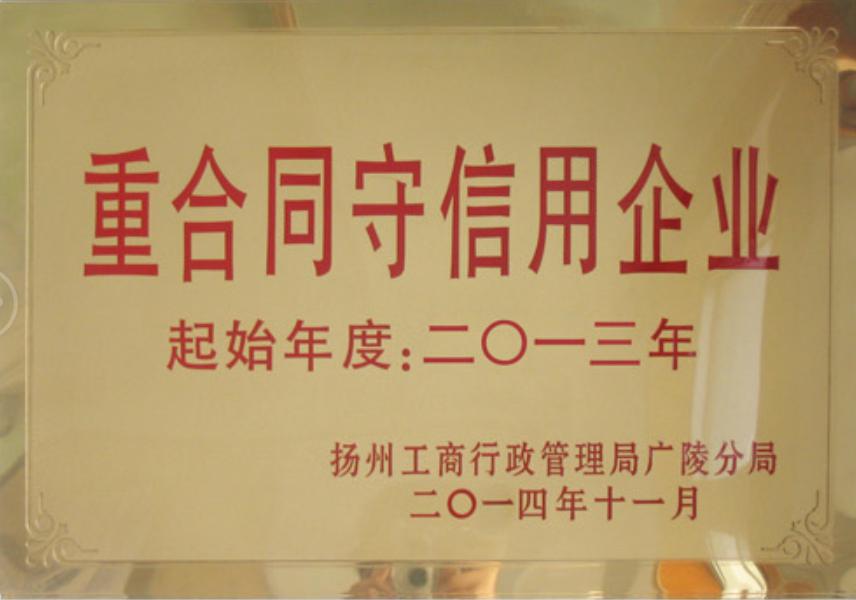 重合同守信用企业
起始年度:二〇一三年
扬州工商行政管理局广陵分局
二〇一四年十一月